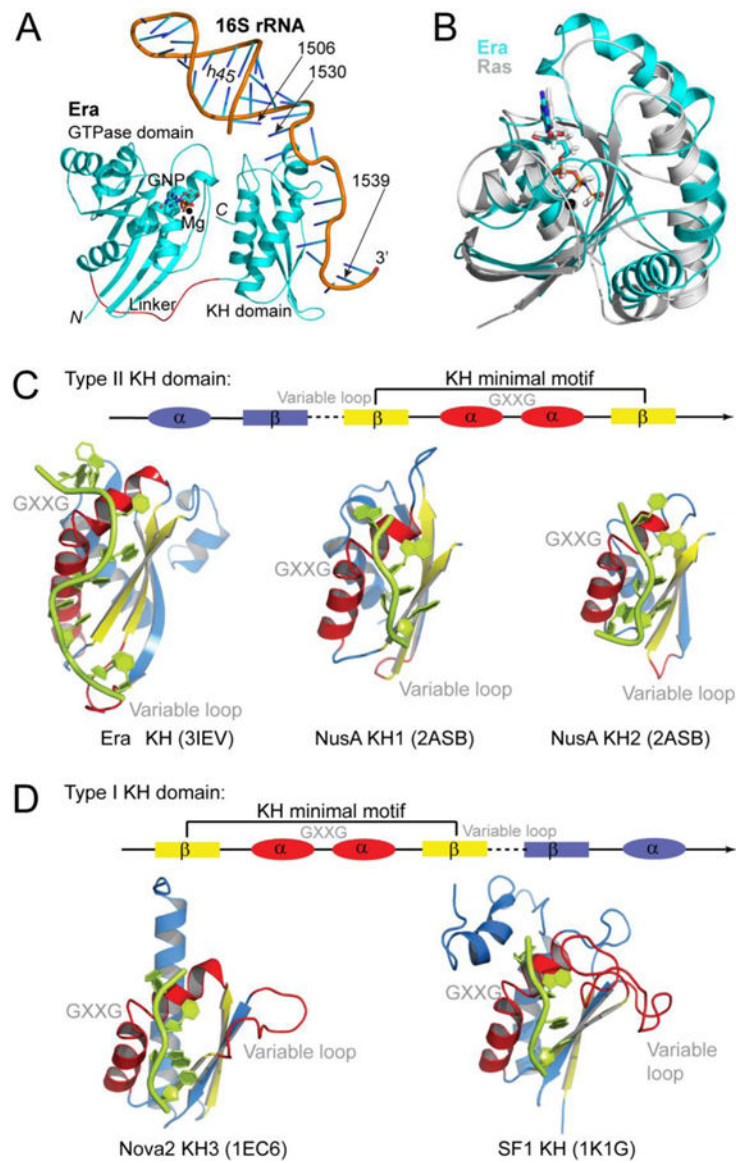 A
16S rRNA
1506
h45
1530
Era
GTPase domain
GNP
C
1539
Mg
3'
Linker
N
KH domain
B
Era
Ras
C
Type II KH domain:
KH minimal motif
Variable loop
GXXG
α
β
β
α
α
β
GXXG
GXXG
GXXG
Variable loop
Variable loop
Variable loop
Era KH (3IEV)
NusA KH1 (2ASB)
NusA KH2 (2ASB)
D
Type I KH domain:
KH minimal motif
GXXG
Variable loop
β
α
α
β
β
α
GXXG
GXXG
Variable loop
Variable
loop
Nova2 KH3 (1EC6)
SF1 KH (1K1G)